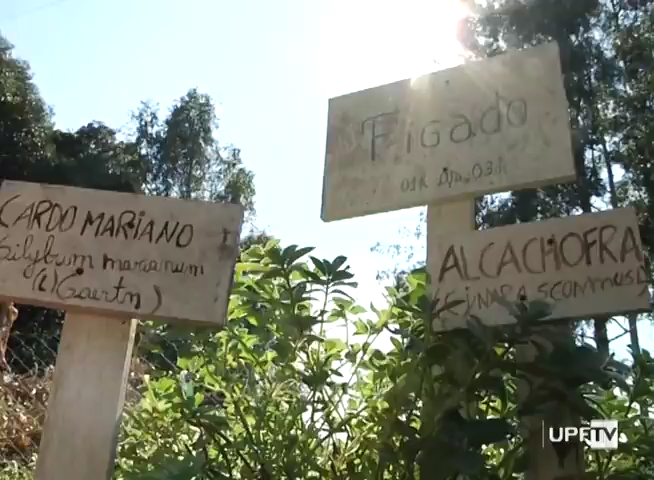 CARDO MARIANO
Silybum marianum
(L) Gaertn)
Figado
ALCACHOFRA
UPFTV